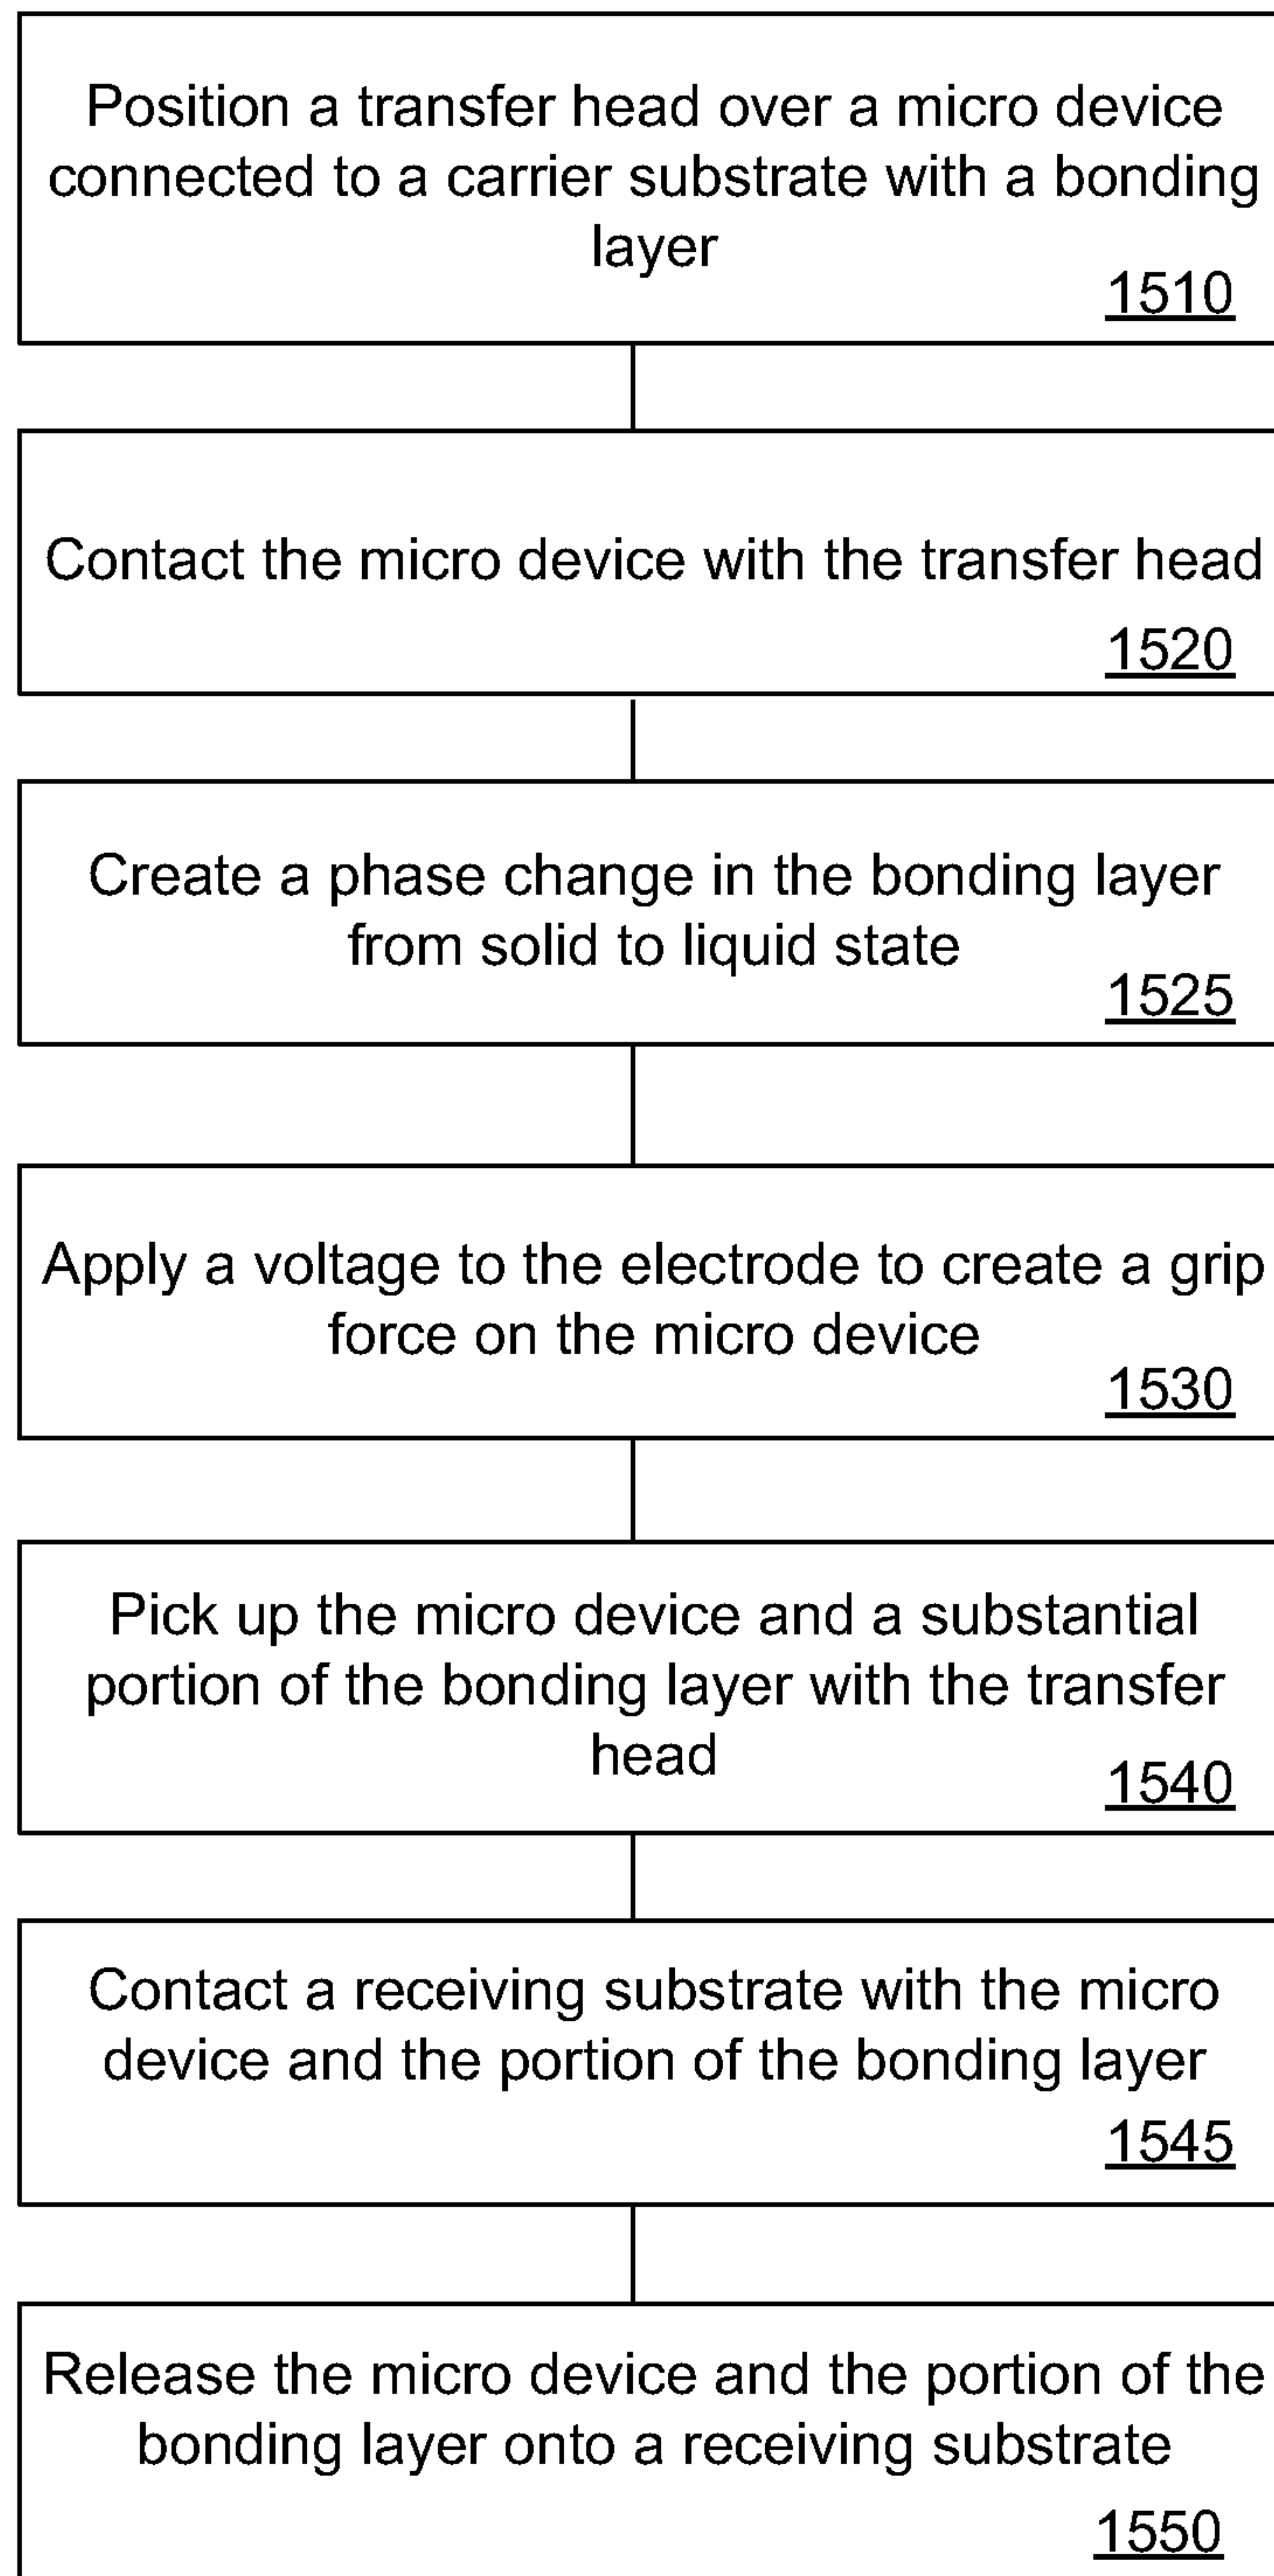 Position a transfer head over a micro device
connected to a carrier substrate with a bonding
layer
1510
Contact the micro device with the transfer head
1520
Create a phase change in the bonding layer
from solid to liquid state
1525
Apply a voltage to the electrode to create a grip
force on the micro device
1530
Pick up the micro device and a substantial
portion of the bonding layer with the transfer
head
1540
Contact a receiving substrate with the micro
device and the portion of the bonding layer
1545
Release the micro device and the portion of the
bonding layer onto a receiving substrate
1550